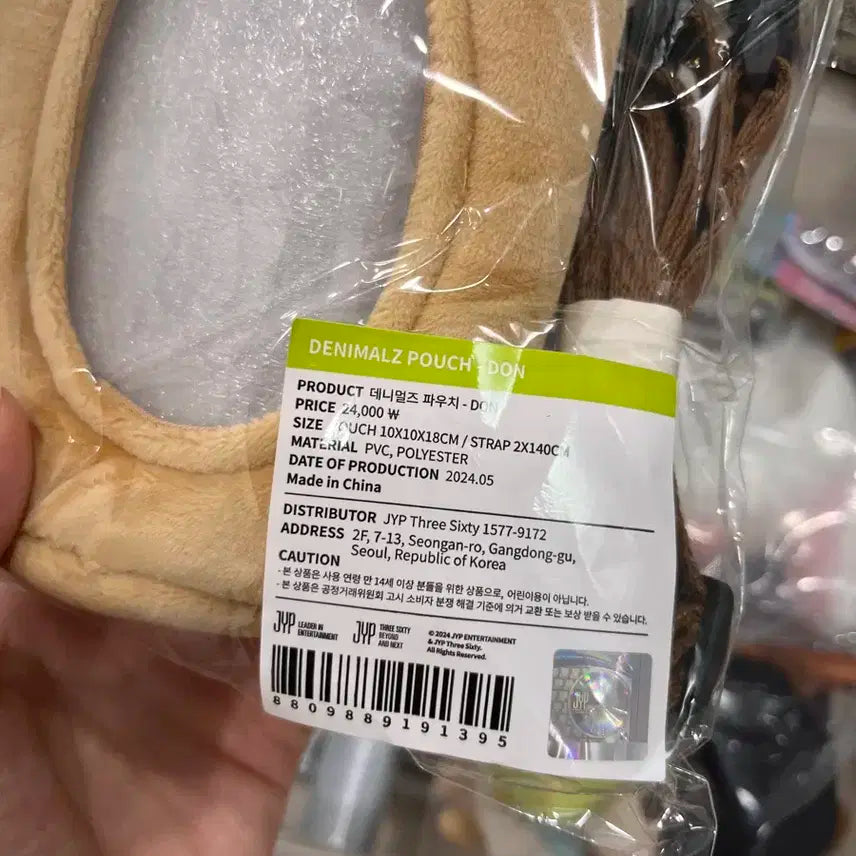 DENIMALZ POUCH - DON
PRODUCT 데니멀즈 파우치 - DON
PRICE 24,000 ₩
SIZE POUCH 10X10X18CM / STRAP 2X140CM
MATERIAL PVC, POLYESTER
DATE OF PRODUCTION 2024.05
Made in China
DISTRIBUTOR JYP Three Sixty 1577-9172
ADDRESS 2F, 7-13, Seongan-ro, Gangdong-gu,
Seoul, Republic of Korea
CAUTION
- 본 상품은 사용 연령 만 14세 이상 분들을 위한 상품으로, 어린이용이 아닙니다.
- 본 상품은 공정거래위원회 고시 소비자 분쟁 해결 기준에 의거 교환 또는 보상 받을 수 있습니다.
JYP LEADER IN
ENTERTAINMENT
JYP THREE SIXTY
BEYOND
AND NEXT
© 2024 JYP ENTERTAINMENT
& JYP Three Sixty.
All Rights Reserved.
8809889191395
JYP